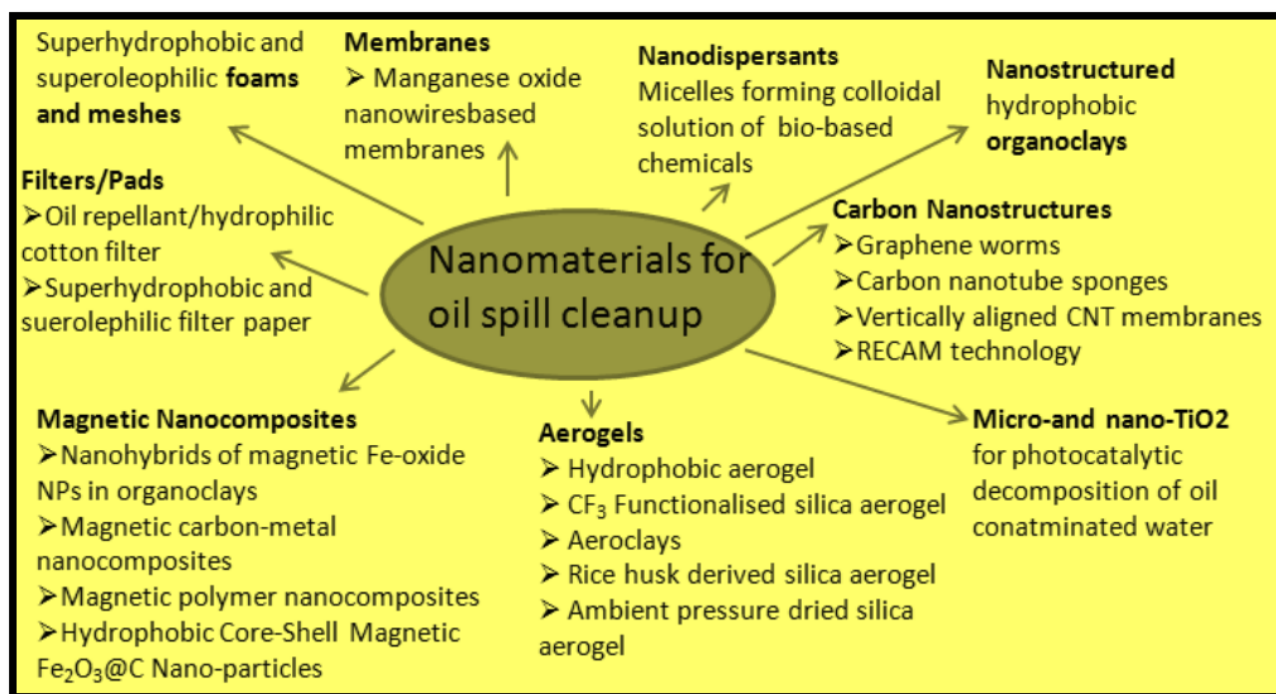 Superhydrophobic and
superoleophilic foams
and meshes
Membranes
➤ Manganese oxide
nanowiresbased
membranes
Nanodispersants
Micelles forming colloidal
solution of bio-based
chemicals
Nanostructured
hydrophobic
organoclays
Filters/Pads
➤Oil repellant/hydrophilic
cotton filter
➤Superhydrophobic and
suerolephilic filter paper
Nanomaterials for
oil spill cleanup
Carbon Nanostructures
➤Graphene worms
➤Carbon nanotube sponges
➤Vertically aligned CNT membranes
➤RECAM technology
Magnetic Nanocomposites
➤Nanohybrids of magnetic Fe-oxide
NPs in organoclays
➤Magnetic carbon-metal
nanocomposites
➤Magnetic polymer nanocomposites
➤Hydrophobic Core-Shell Magnetic
Fe₂O₃@C Nano-particles
Aerogels
➤ Hydrophobic aerogel
➤ CF₃ Functionalised silica aerogel
➤ Aeroclays
➤ Rice husk derived silica aerogel
➤ Ambient pressure dried silica
aerogel
Micro-and nano-TiO2
for photocatalytic
decomposition of oil
conatminated water